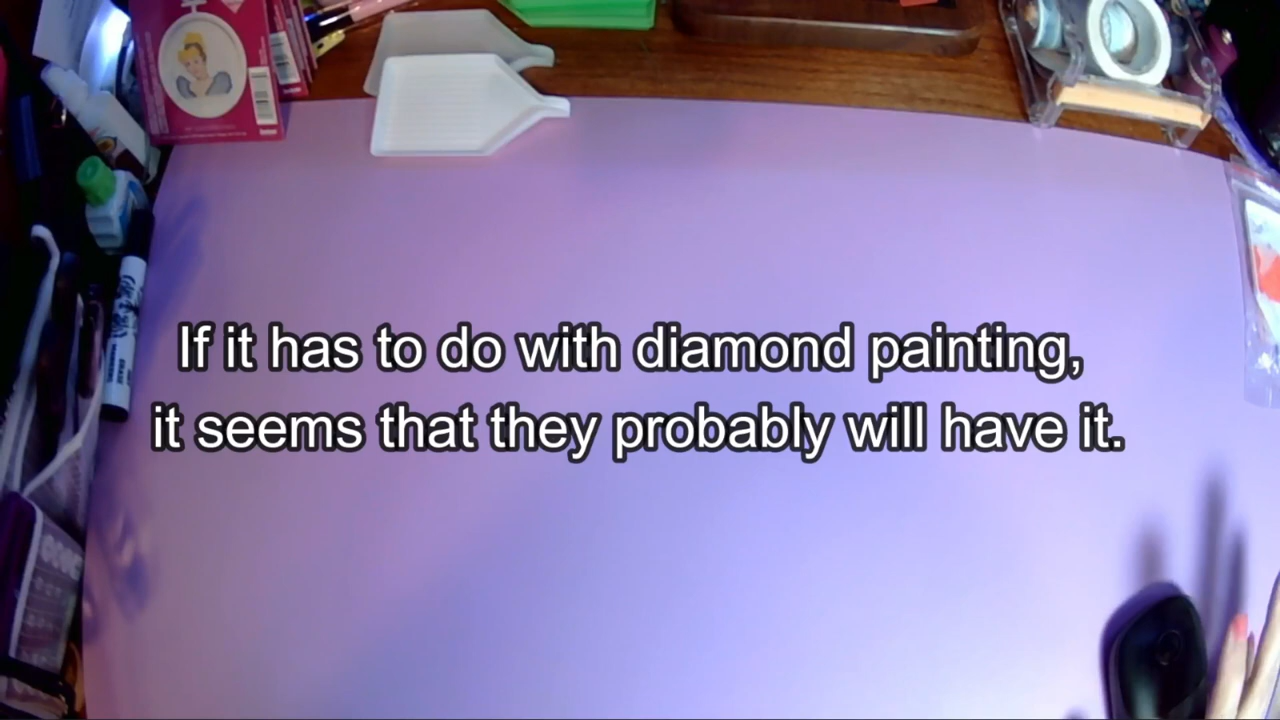 If it has to do with diamond painting,
it seems that they probably will have it.